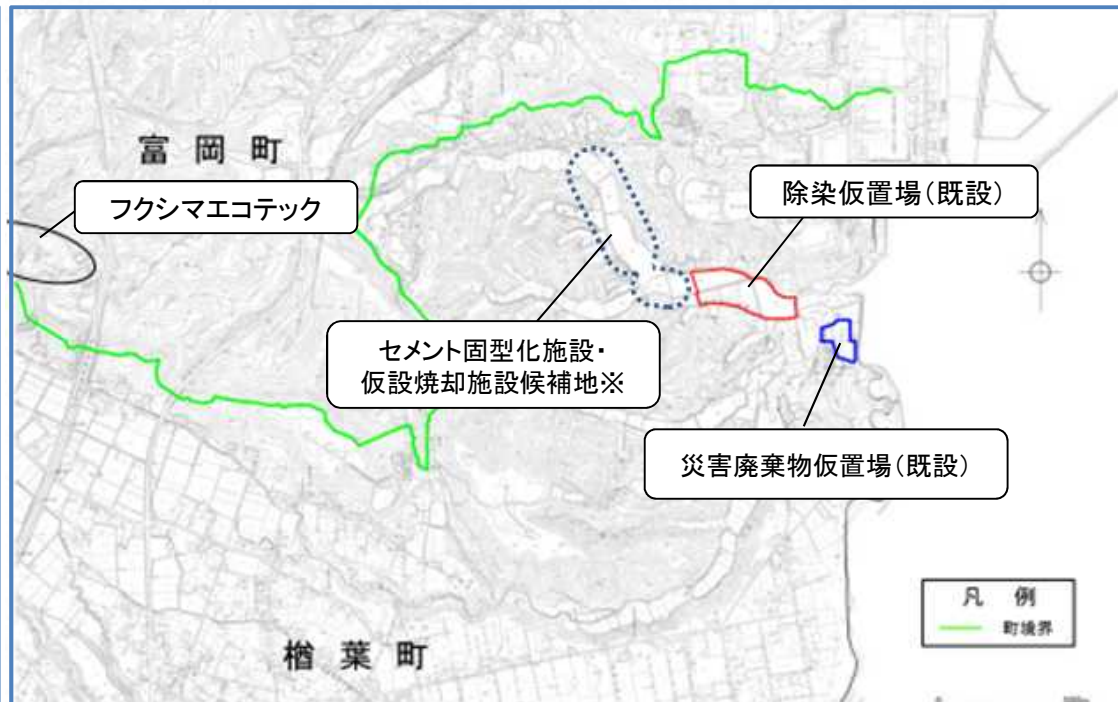 富岡町
フクシマエコテック
除染仮置場(既設)
セメント固型化施設・
仮設焼却施設候補地※
災害廃棄物仮置場(既設)
凡 例
町境界
楢葉町